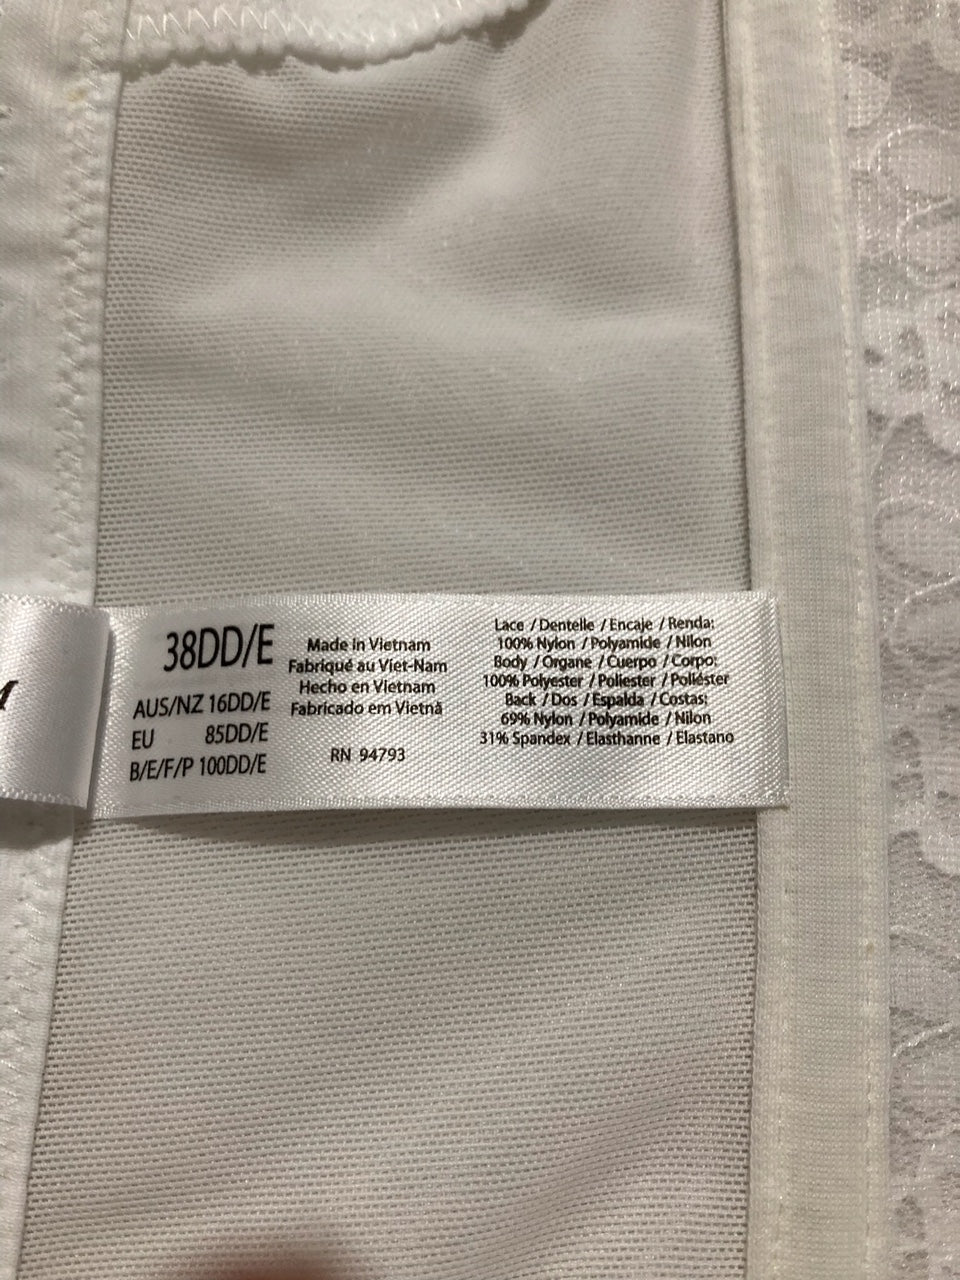 38DD/E
AUS/NZ 16DD/E
EU 85DD/E
B/E/F/P 100DD/E
Made in Vietnam
Fabriqué au Viet-Nam
Hecho en Vietnam
Fabricado em Vietnã
RN 94793
Lace / Dentelle / Encaje / Renda:
100% Nylon / Polyamide / Nilon
Body / Organe / Cuerpo / Corpo:
100% Polyester / Poliester / Poliéster
Back / Dos / Espalda / Costas:
69% Nylon / Polyamide / Nilon
31% Spandex / Elasthanne / Elastano